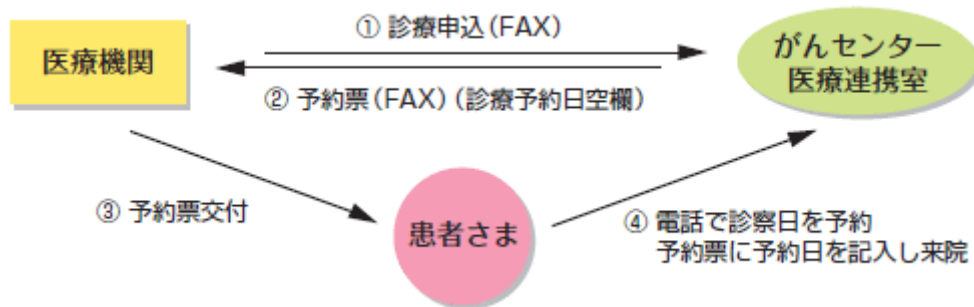 ① 診療申込(FAX)
医療機関
がんセンター
医療連携室
② 予約票(FAX)(診療予約日空欄)
③ 予約票交付
患者さま
④ 電話で診察日を予約
予約票に予約日を記入し来院